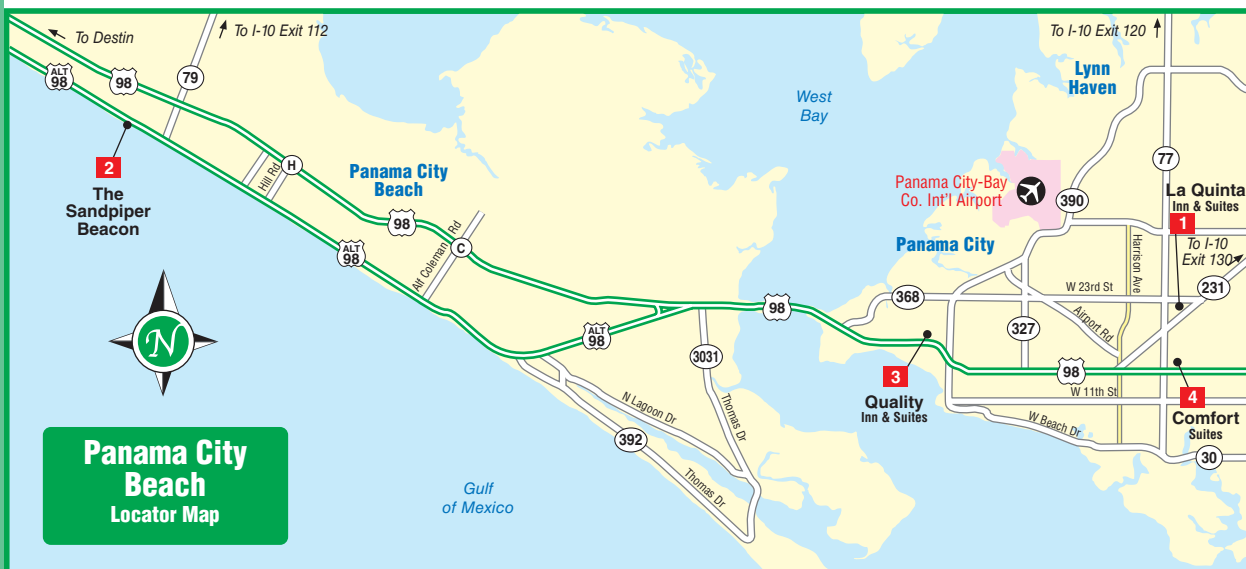 To Destin
To I-10 Exit 112
To I-10 Exit 120
ALT
98
98
79
Lynn
Haven
West
Bay
2
The
Sandpiper
Beacon
Hill Rd
H
Panama City
Beach
98
C
Alf Coleman Rd
ALT
98
Panama City-Bay
Co. Int'l Airport
390
77
La Quinta
Inn & Suites
1
Panama City
Harrison Ave
To I-10
Exit 130
231
368
W 23rd St
98
327
Airport Rd
ALT
98
3031
3
Quality
Inn & Suites
98
W 11th St
4
Comfort
Suites
N Lagoon Dr
Thomas Dr
392
Thomas Dr
W Beach Dr
30
N
Gulf
of Mexico
Panama City
Beach
Locator Map